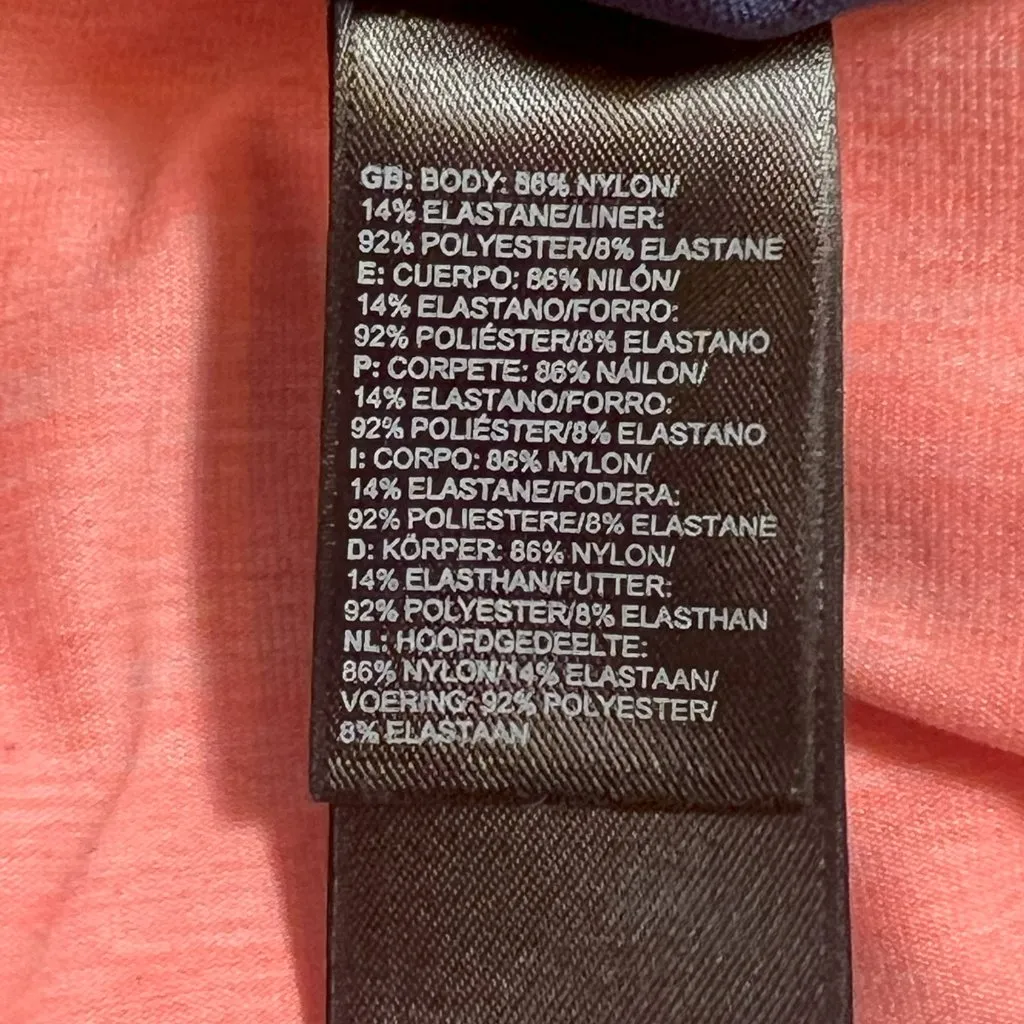 GB: BODY: 86% NYLON/
14% ELASTANE/LINER:
92% POLYESTER/8% ELASTANE
E: CUERPO: 86% NILÓN/
14% ELASTANO/FORRO:
92% POLIÉSTER/8% ELASTANO
P: CORPETE: 86% NÁILON/
14% ELASTANO/FORRO:
92% POLIÉSTER/8% ELASTANO
I: CORPO: 86% NYLON/
14% ELASTANE/FODERA:
92% POLIESTERE/8% ELASTANE
D: KÖRPER: 86% NYLON/
14% ELASTHAN/FUTTER:
92% POLYESTER/8% ELASTHAN
NL: HOOFDGEDEELTE:
86% NYLON/14% ELASTAAN/
VOERING: 92% POLYESTER/
8% ELASTAAN